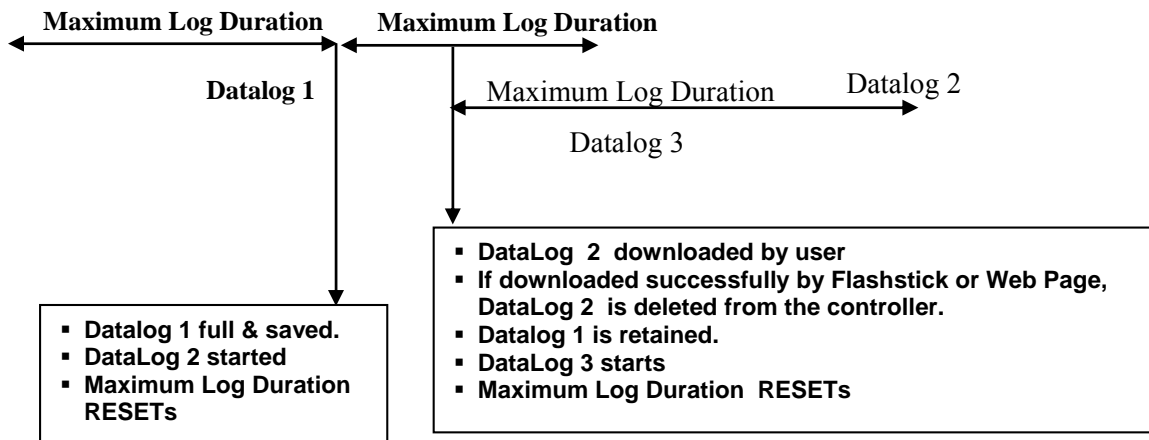 Maximum Log Duration
Maximum Log Duration
Datalog 1
Maximum Log Duration
Datalog 2
Datalog 3
▪ DataLog 2 downloaded by user
▪ If downloaded successfully by Flashstick or Web Page,
DataLog 2 is deleted from the controller.
▪ Datalog 1 is retained.
▪ DataLog 3 starts
▪ Maximum Log Duration RESETs
▪ Datalog 1 full & saved.
▪ DataLog 2 started
▪ Maximum Log Duration
RESETs